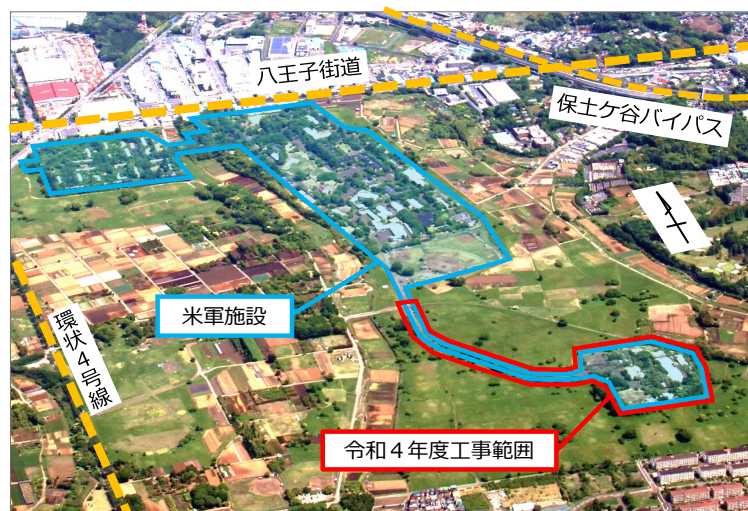 八王子街道
保土ケ谷バイパス
米軍施設
環状４号線
令和４年度工事範囲